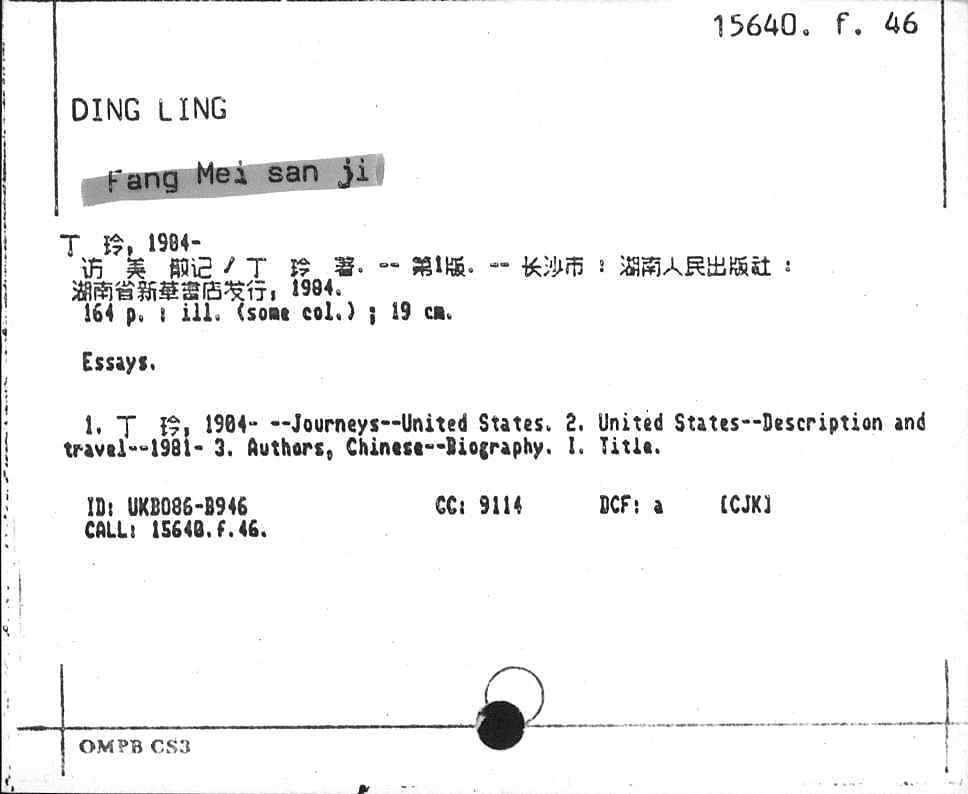 15640. f. 46
DING LING
Fang Mei san ji
丁 玲, 1904-
访 美 散记 / 丁 玲 著. -- 第1版. -- 长沙市 : 湖南人民出版社 :
湖南省新華書店发行, 1984.
164 p. : ill. (some col.) ; 19 cm.
Essays.
1. 丁 玲, 1904- --Journeys--United States. 2. United States--Description and
travel--1981- 3. Authors, Chinese--Biography. I. Title.
ID: UKB086-B946 CC: 9114 DCF: a [CJK]
CALL: 15640.f.46.
OMPB CS3